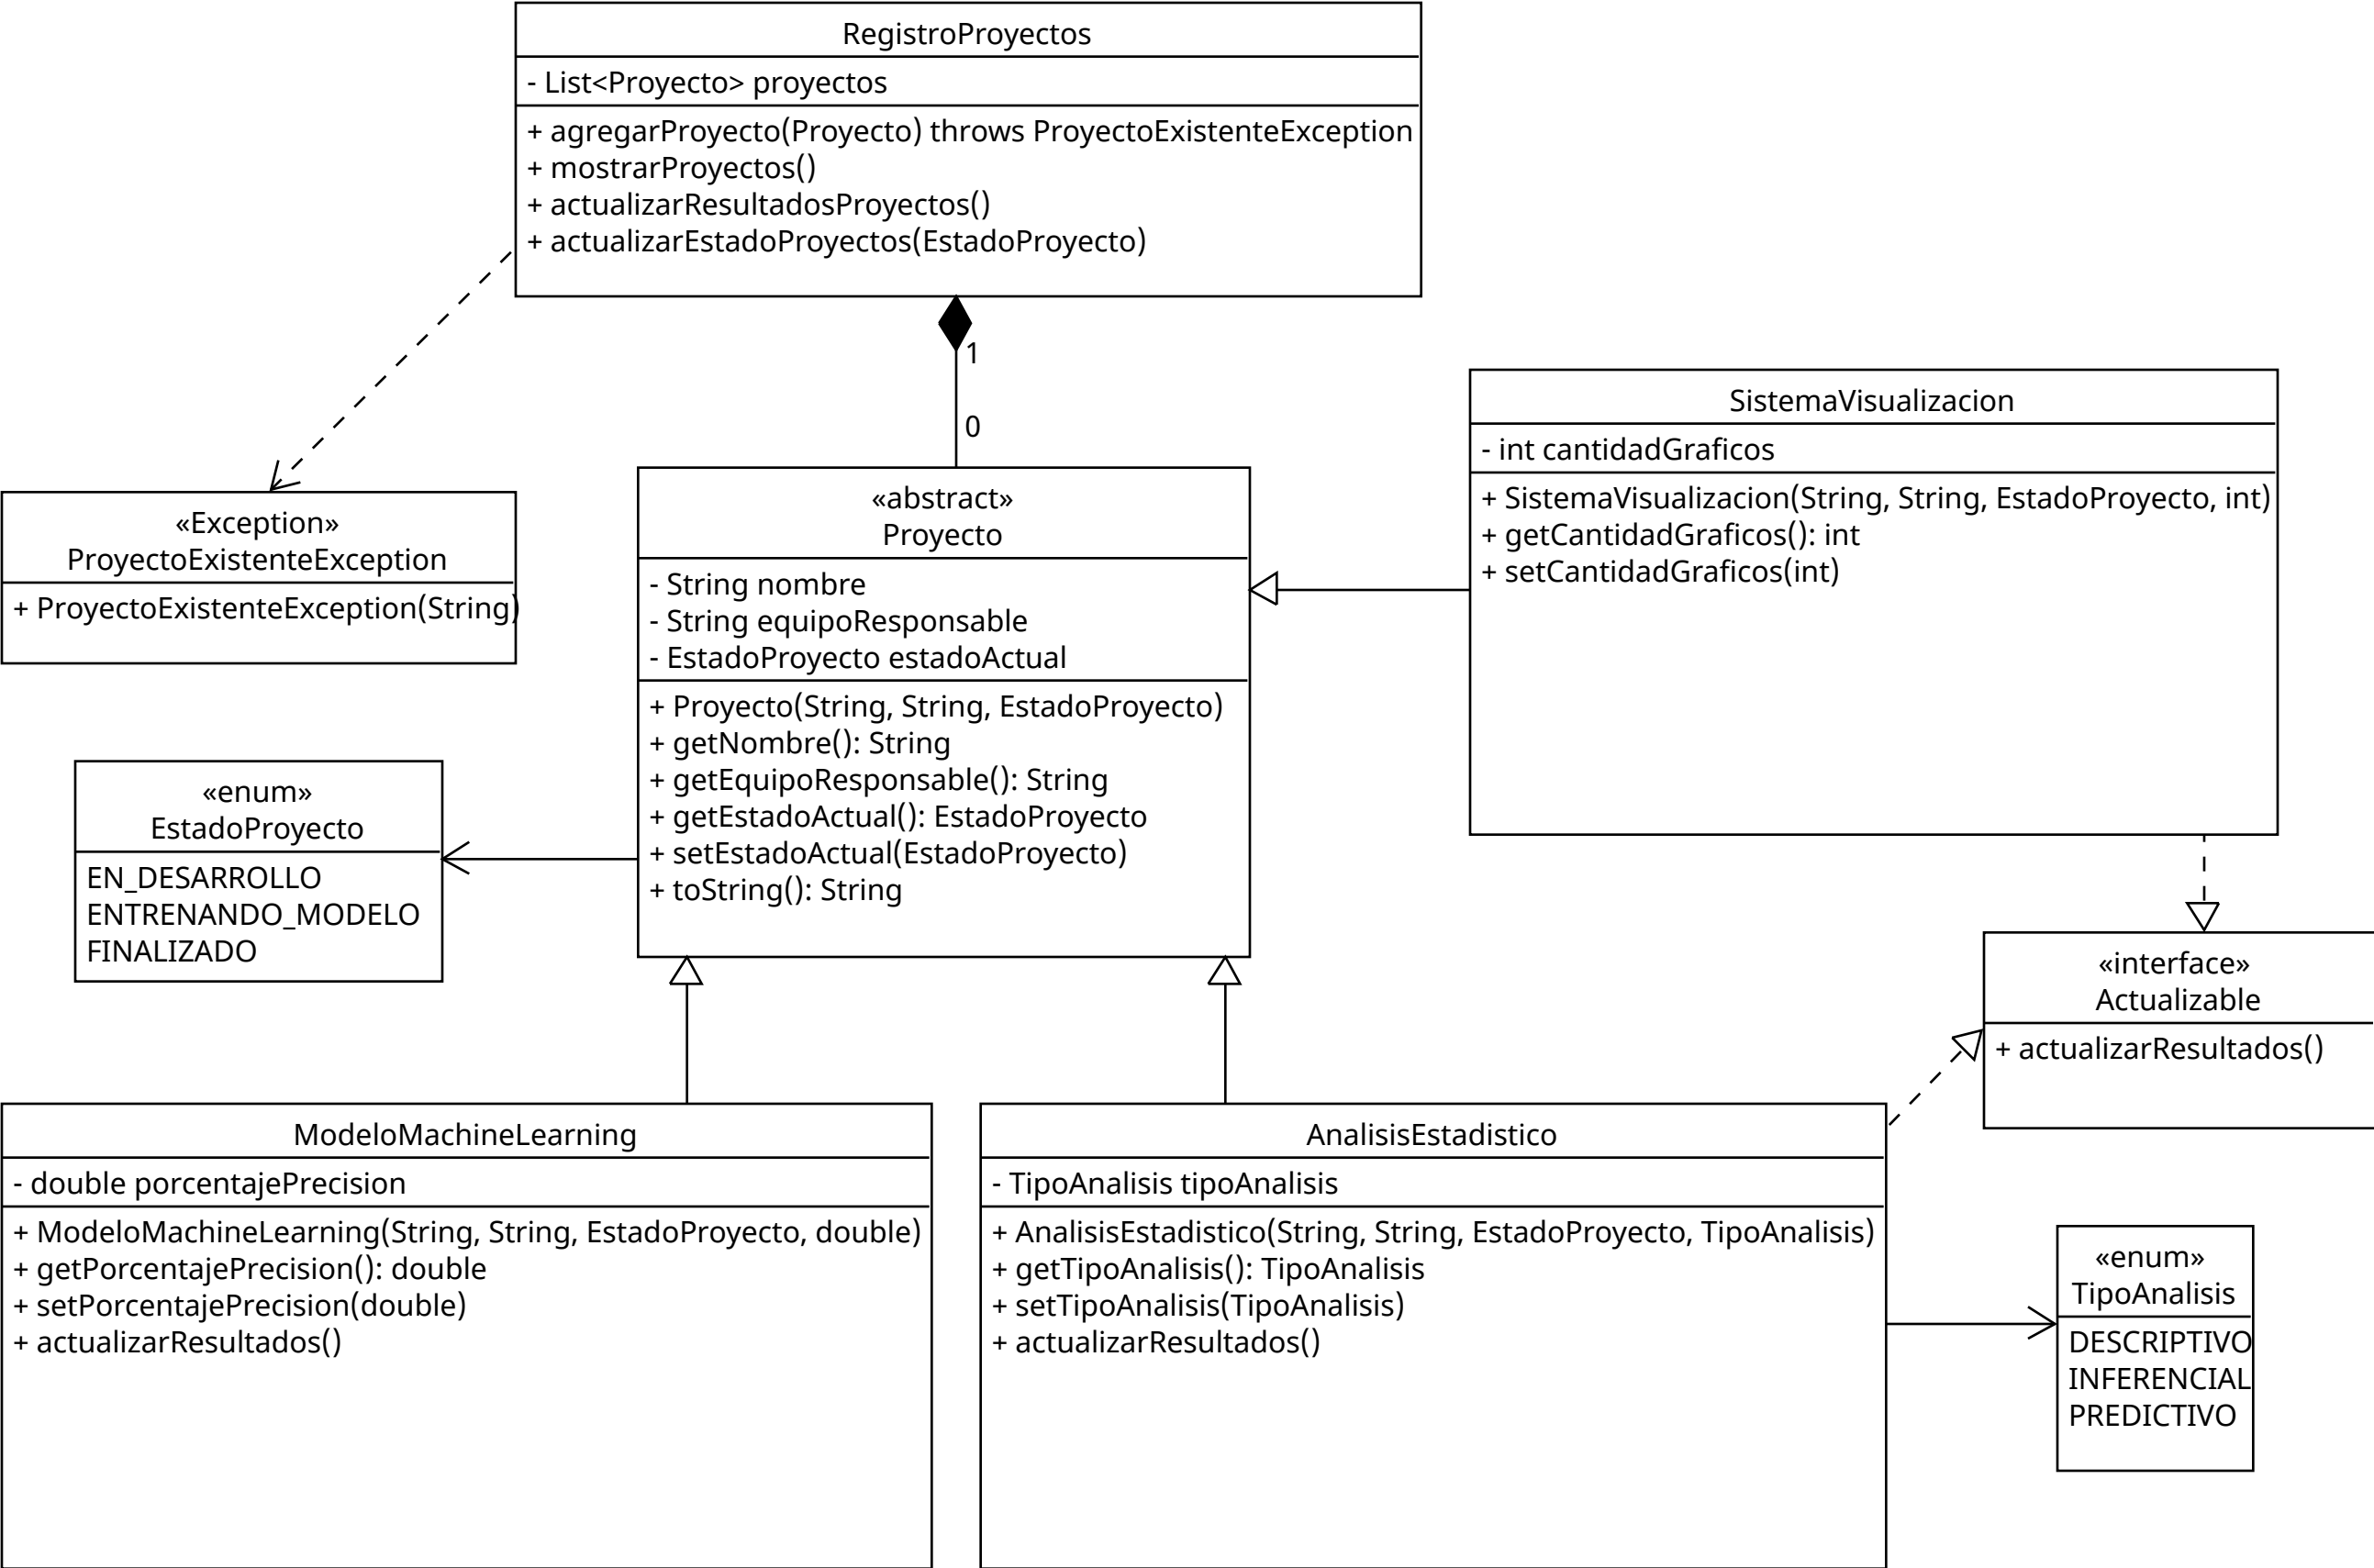 RegistroProyectos
- List<Proyecto> proyectos
+ agregarProyecto(Proyecto) throws ProyectoExistenteException
+ mostrarProyectos()
+ actualizarResultadosProyectos()
+ actualizarEstadoProyectos(EstadoProyecto)
1
0
SistemaVisualizacion
- int cantidadGraficos
+ SistemaVisualizacion(String, String, EstadoProyecto, int)
+ getCantidadGraficos(): int
+ setCantidadGraficos(int)
«Exception»
ProyectoExistenteException
+ ProyectoExistenteException(String)
«abstract»
Proyecto
- String nombre
- String equipoResponsable
- EstadoProyecto estadoActual
+ Proyecto(String, String, EstadoProyecto)
+ getNombre(): String
+ getEquipoResponsable(): String
+ getEstadoActual(): EstadoProyecto
+ setEstadoActual(EstadoProyecto)
+ toString(): String
«enum»
EstadoProyecto
EN_DESARROLLO
ENTRENANDO_MODELO
FINALIZADO
«interface»
Actualizable
+ actualizarResultados()
ModeloMachineLearning
- double porcentajePrecision
+ ModeloMachineLearning(String, String, EstadoProyecto, double)
+ getPorcentajePrecision(): double
+ setPorcentajePrecision(double)
+ actualizarResultados()
AnalisisEstadistico
- TipoAnalisis tipoAnalisis
+ AnalisisEstadistico(String, String, EstadoProyecto, TipoAnalisis)
+ getTipoAnalisis(): TipoAnalisis
+ setTipoAnalisis(TipoAnalisis)
+ actualizarResultados()
«enum»
TipoAnalisis
DESCRIPTIVO
INFERENCIAL
PREDICTIVO